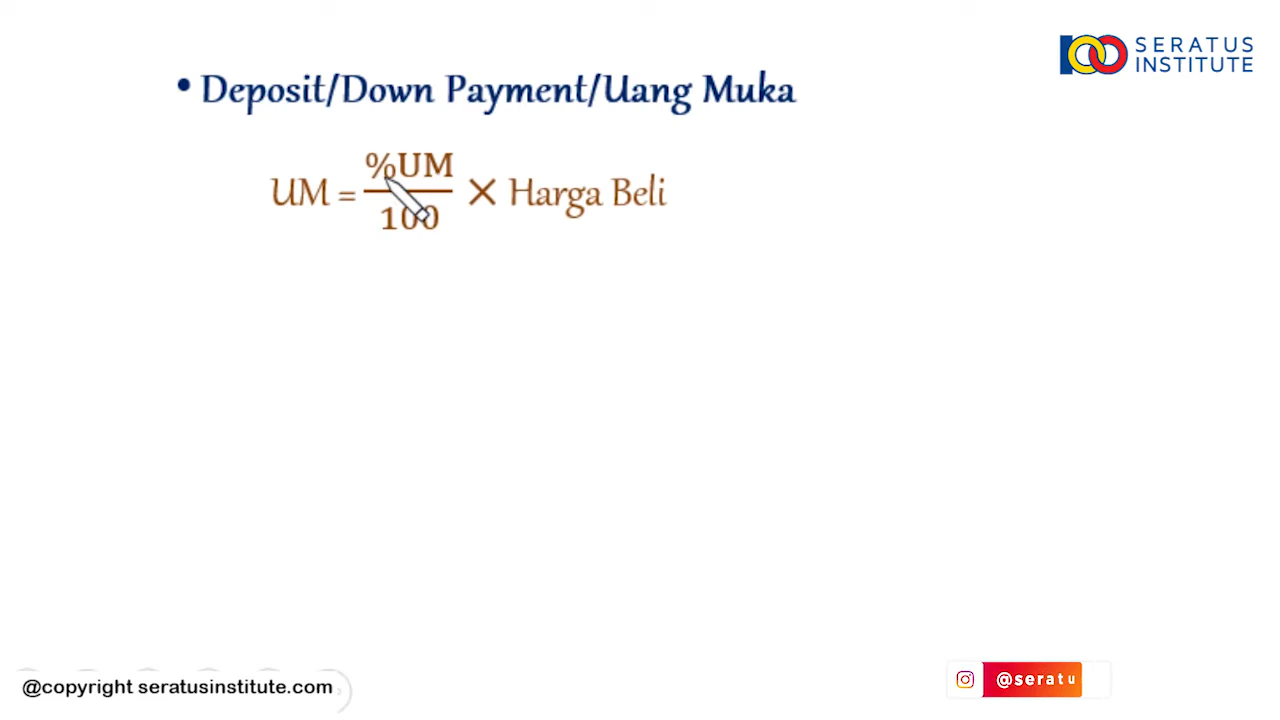 SERATUS
INSTITUTE
• Deposit/Down Payment/Uang Muka
UM = %UM/100 × Harga Beli
@copyright seratusinstitute.com
@seratu